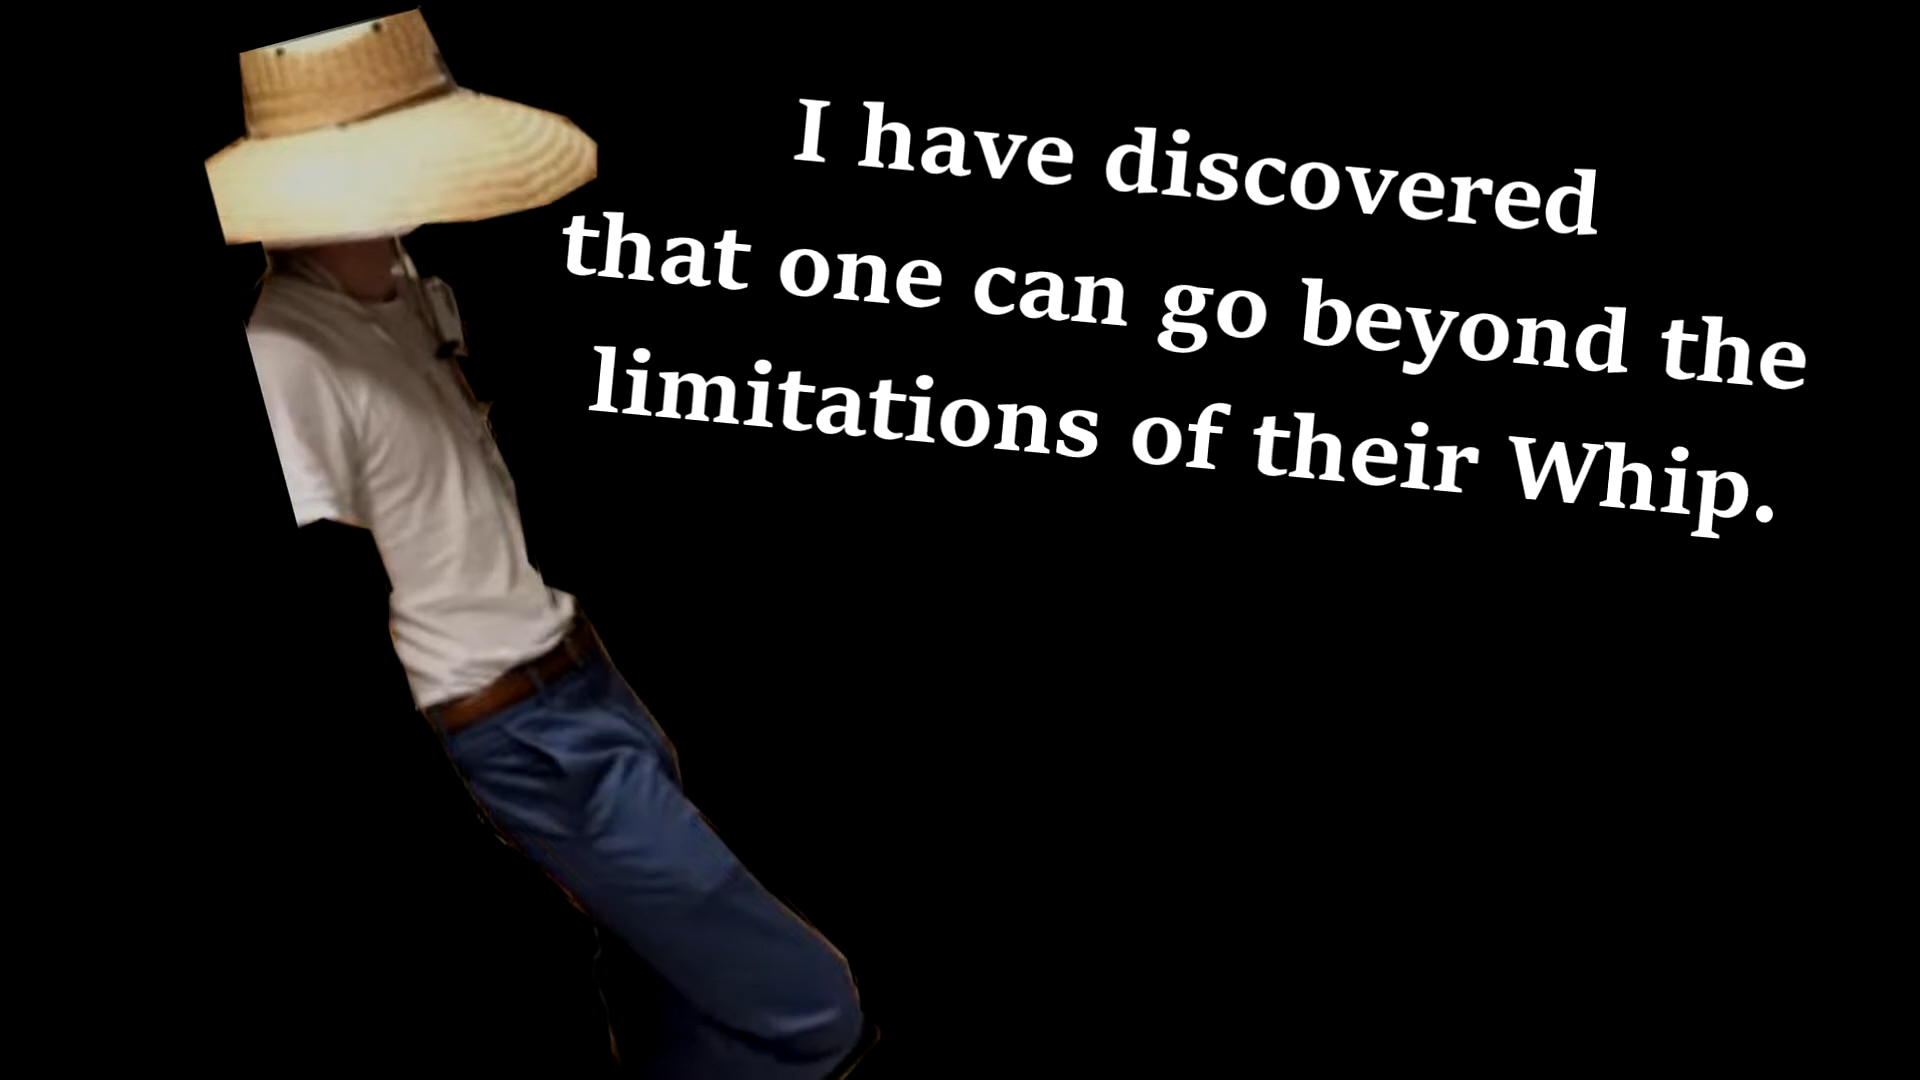 I have discovered
that one can go beyond the
limitations of their Whip.